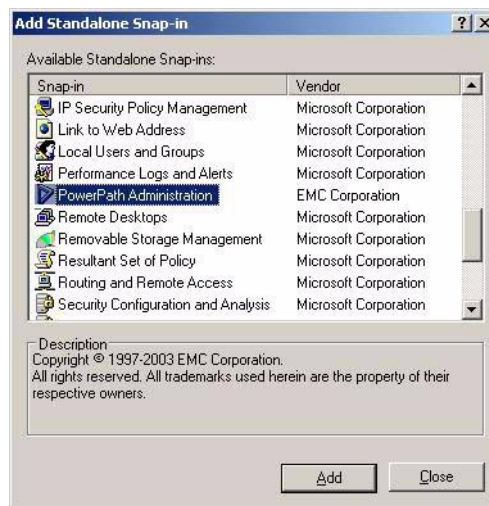 Add Standalone Snap-in
Available Standalone Snap-ins:
Snap-in Vendor
IP Security Policy Management Microsoft Corporation
Link to Web Address Microsoft Corporation
Local Users and Groups Microsoft Corporation
Performance Logs and Alerts Microsoft Corporation
PowerPath Administration EMC Corporation
Remote Desktops Microsoft Corporation
Removable Storage Management Microsoft Corporation
Resultant Set of Policy Microsoft Corporation
Routing and Remote Access Microsoft Corporation
Security Configuration and Analysis Microsoft Corporation
Description
Copyright © 1997-2003 EMC Corporation.
All rights reserved. All trademarks used herein are the property of their
respective owners.
Add Close